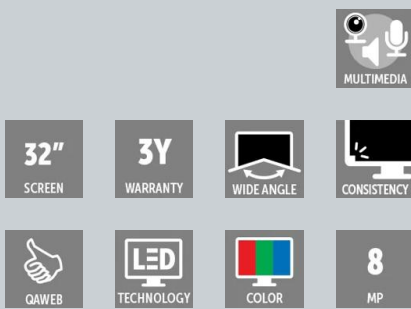 MULTIMEDIA
32"
SCREEN
3Y
WARRANTY
WIDE ANGLE
CONSISTENCY
QAWEB
LED
TECHNOLOGY
COLOR
8
MP